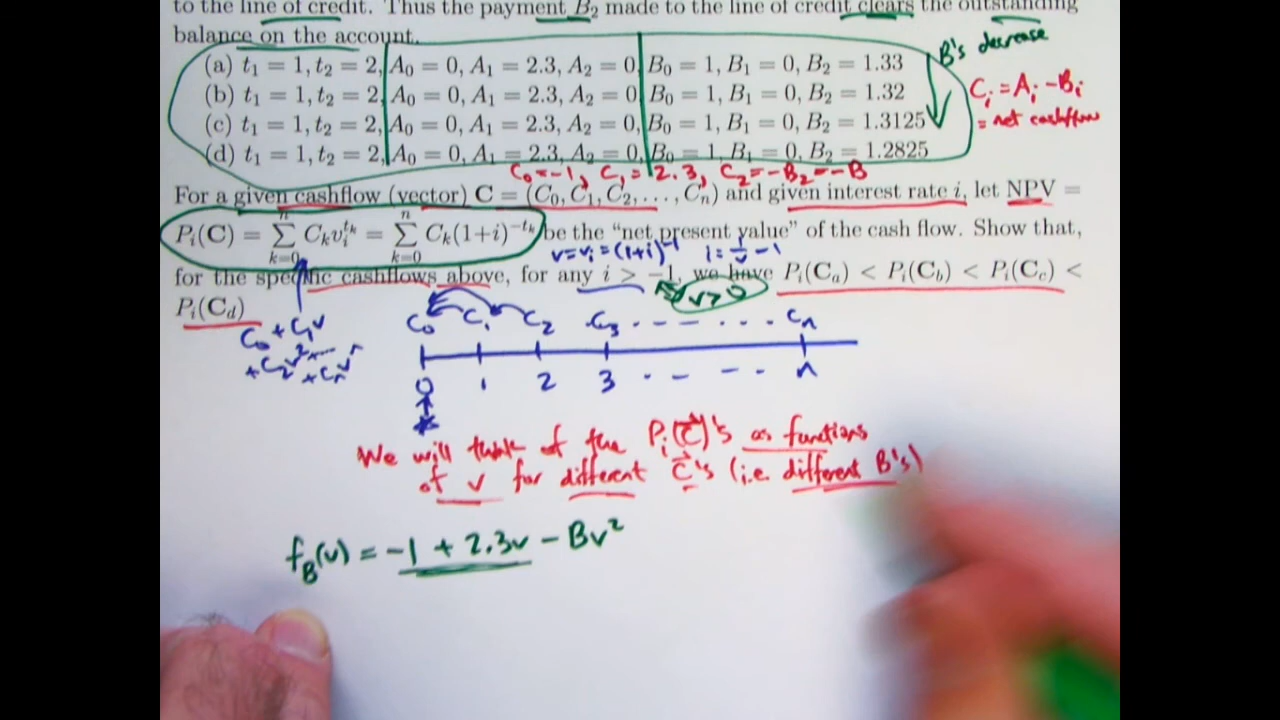 to the line of credit. Thus the payment B₂ made to the line of credit clears the outstanding
balance on the account.
B's decrease
(a) t₁ = 1, t₂ = 2, A₀ = 0, A₁ = 2.3, A₂ = 0, B₀ = 1, B₁ = 0, B₂ = 1.33
(b) t₁ = 1, t₂ = 2, A₀ = 0, A₁ = 2.3, A₂ = 0, B₀ = 1, B₁ = 0, B₂ = 1.32
(c) t₁ = 1, t₂ = 2, A₀ = 0, A₁ = 2.3, A₂ = 0, B₀ = 1, B₁ = 0, B₂ = 1.3125
(d) t₁ = 1, t₂ = 2, A₀ = 0, A₁ = 2.3, A₂ = 0, B₀ = 1, B₁ = 0, B₂ = 1.2825
Cᵢ = Aᵢ - Bᵢ
= net cashflow
C₀ = -1, C₁ = 2.3, C₂ = -B₂ = -B
For a given cashflow (vector) C = (C₀, C₁, C₂, . . . , Cₙ) and given interest rate i, let NPV =
Pᵢ(C) = ∑ₖ₌₀ⁿ Cₖvᵢ^{tₖ} = ∑ₖ₌₀ⁿ Cₖ(1+i)^{-tₖ} be the “net present value” of the cash flow. Show that,
v = vᵢ = (1+i)⁻¹ i = 1/v - 1
for the specific cashflows above, for any i > −1, we have Pᵢ(Cₐ) < Pᵢ(C_b) < Pᵢ(C_c) <
v > 0
Pᵢ(C_d)
C₀ + C₁v
+ C₂v² + ...
+ Cₙvⁿ
C₀ C₁ C₂ C₃ - - - ... Cₙ
0 1 2 3 . - - . n
We will think of the Pᵢ(C⃗)'s as functions
of v for different C⃗'s (i.e. different B's)
f_B(v) = -1 + 2.3v - Bv²